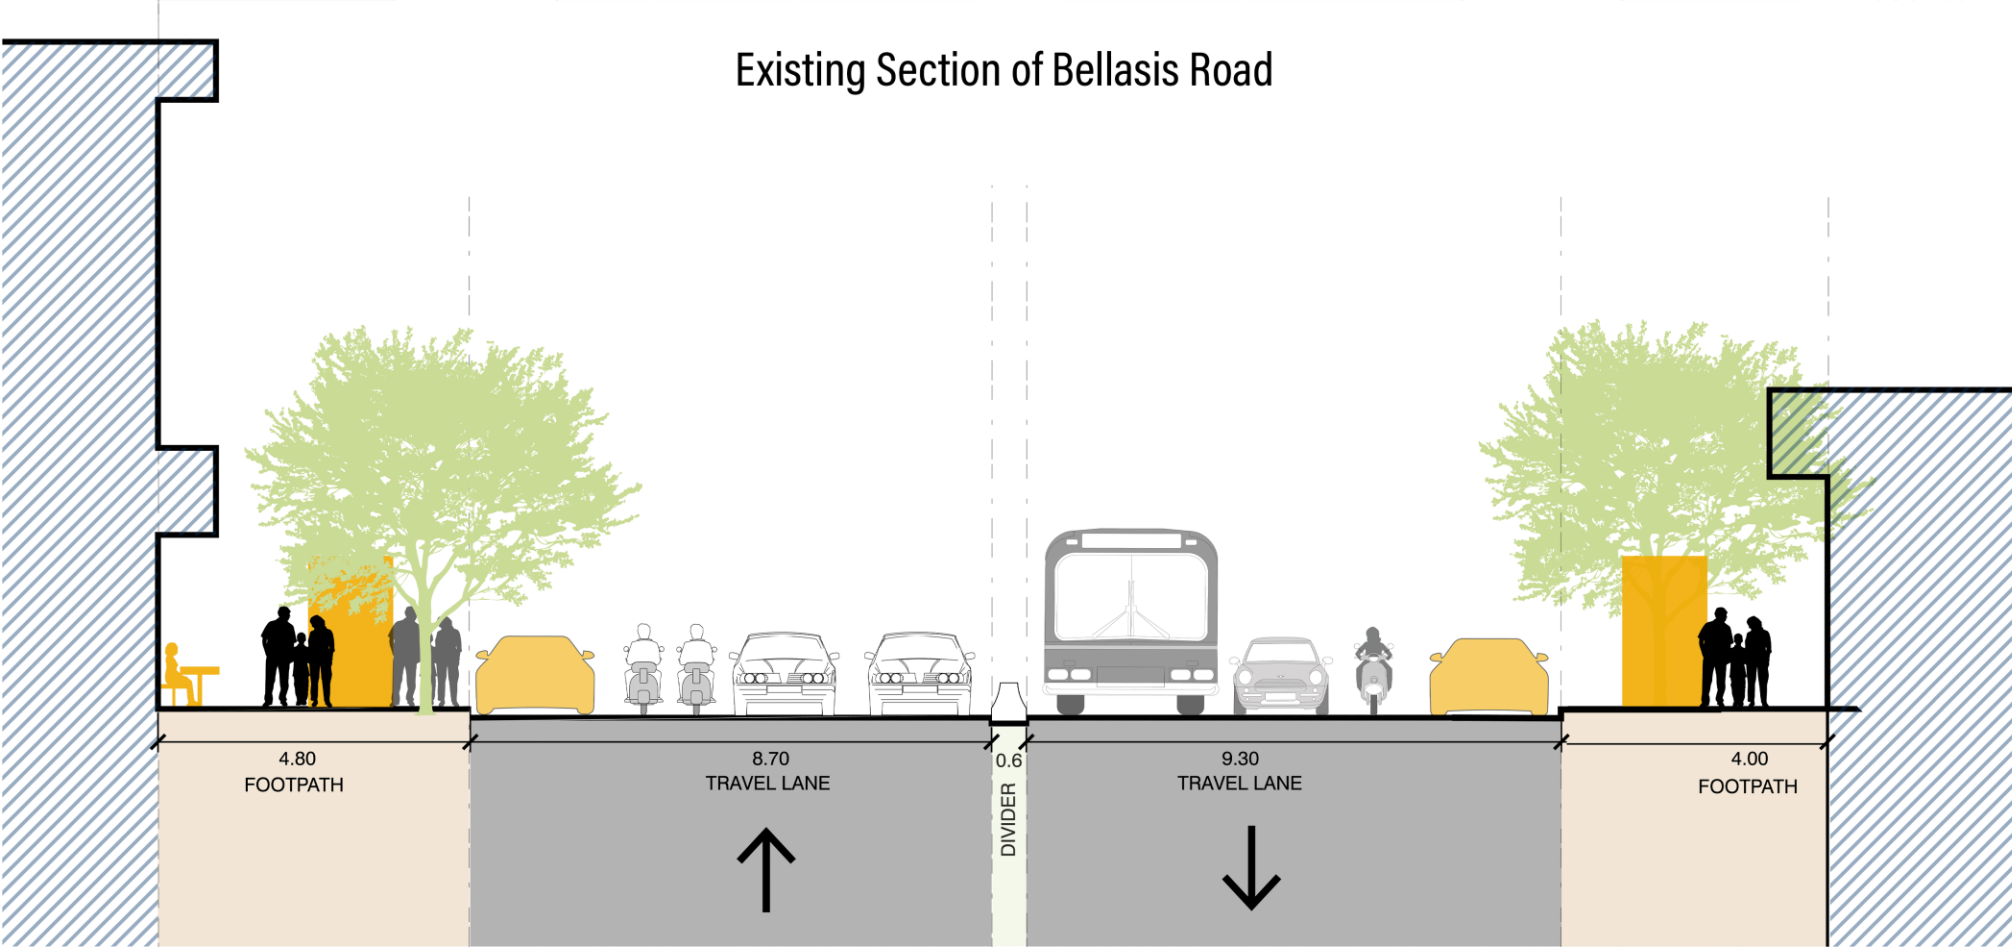 Existing Section of Bellasis Road
4.80
FOOTPATH
8.70
TRAVEL LANE
0.6
DIVIDER
9.30
TRAVEL LANE
4.00
FOOTPATH